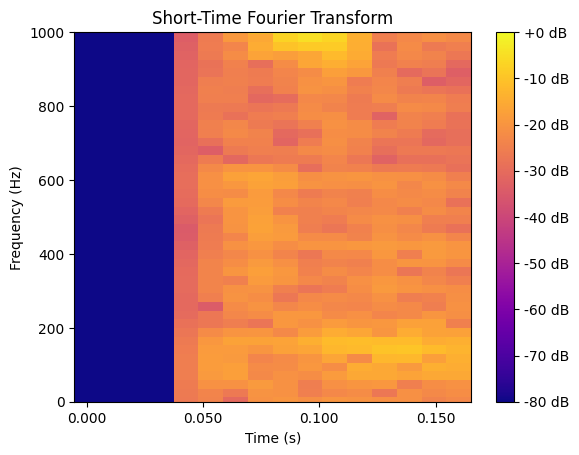 Short-Time Fourier Transform
1000
800
600
400
200
0
Frequency (Hz)
0.000
0.050
0.100
0.150
Time (s)
+0 dB
-10 dB
-20 dB
-30 dB
-40 dB
-50 dB
-60 dB
-70 dB
-80 dB